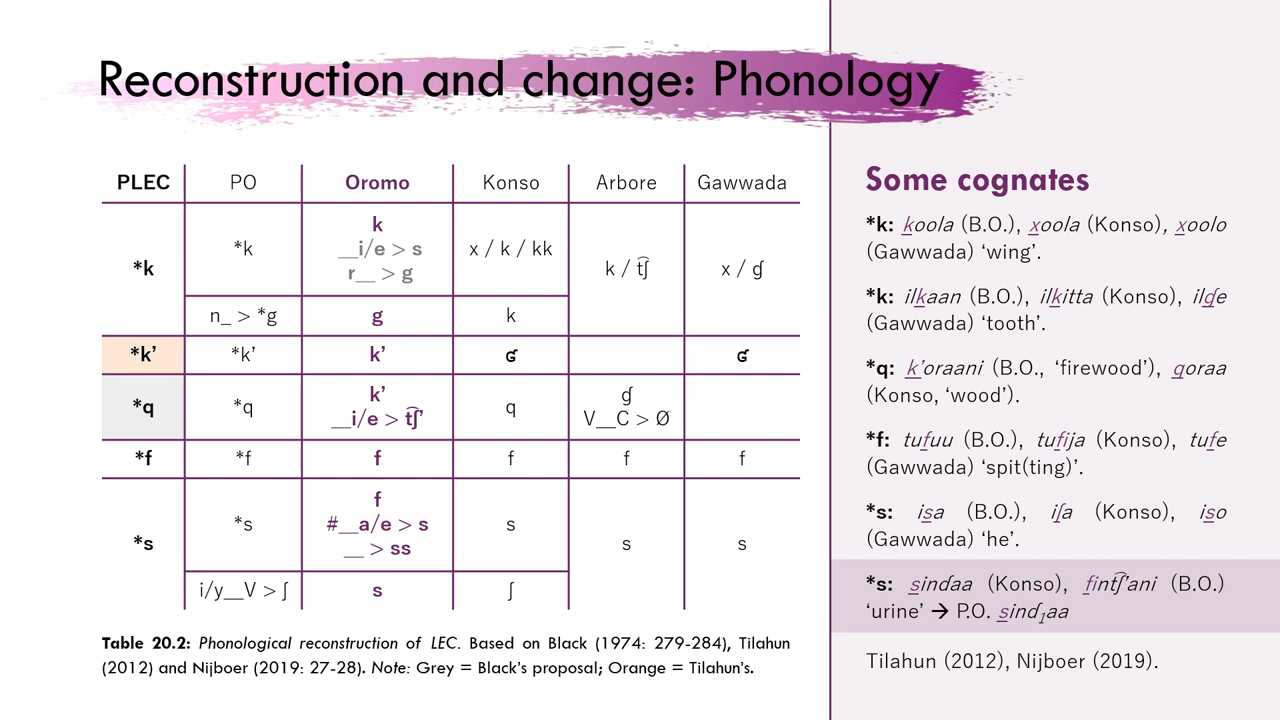 Reconstruction and change: Phonology
PLEC PO Oromo Konso Arbore Gawwada
*k *k k x / k / kk k / t͡ʃ x / ɠ
__i/e > s
r__ > g
n_ > *g g k
*k’ *k’ k’ ʛ ʛ
*q *q k’ q ɠ
__i/e > t͡ʃ’ V__C > Ø
*f *f f f f f
*s *s f s s s
#__a/e > s
__ > ss
i/y__V > ʃ s ʃ
Table 20.2: Phonological reconstruction of LEC. Based on Black (1974: 279-284), Tilahun
(2012) and Nijboer (2019: 27-28). Note: Grey = Black’s proposal; Orange = Tilahun’s.
Some cognates
*k: koola (B.O.), xoola (Konso), xoolo
(Gawwada) ‘wing’.
*k: ilkaan (B.O.), ilkitta (Konso), ilɠe
(Gawwada) ‘tooth’.
*q: k’oraani (B.O., ‘firewood’), qoraa
(Konso, ‘wood’).
*f: tufuu (B.O.), tufija (Konso), tufe
(Gawwada) ‘spit(ting)’.
*s: isa (B.O.), iʃa (Konso), iso
(Gawwada) ‘he’.
*s: sinɗaa (Konso), fint͡ʃ’ani (B.O.)
‘urine’ → P.O. sinɗ₁aa
Tilahun (2012), Nijboer (2019).